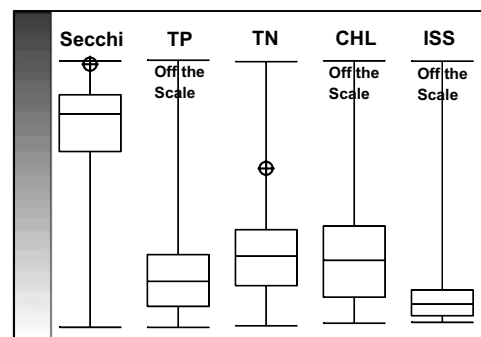 Secchi TP TN CHL ISS
Off the Off the Off the
Scale Scale Scale